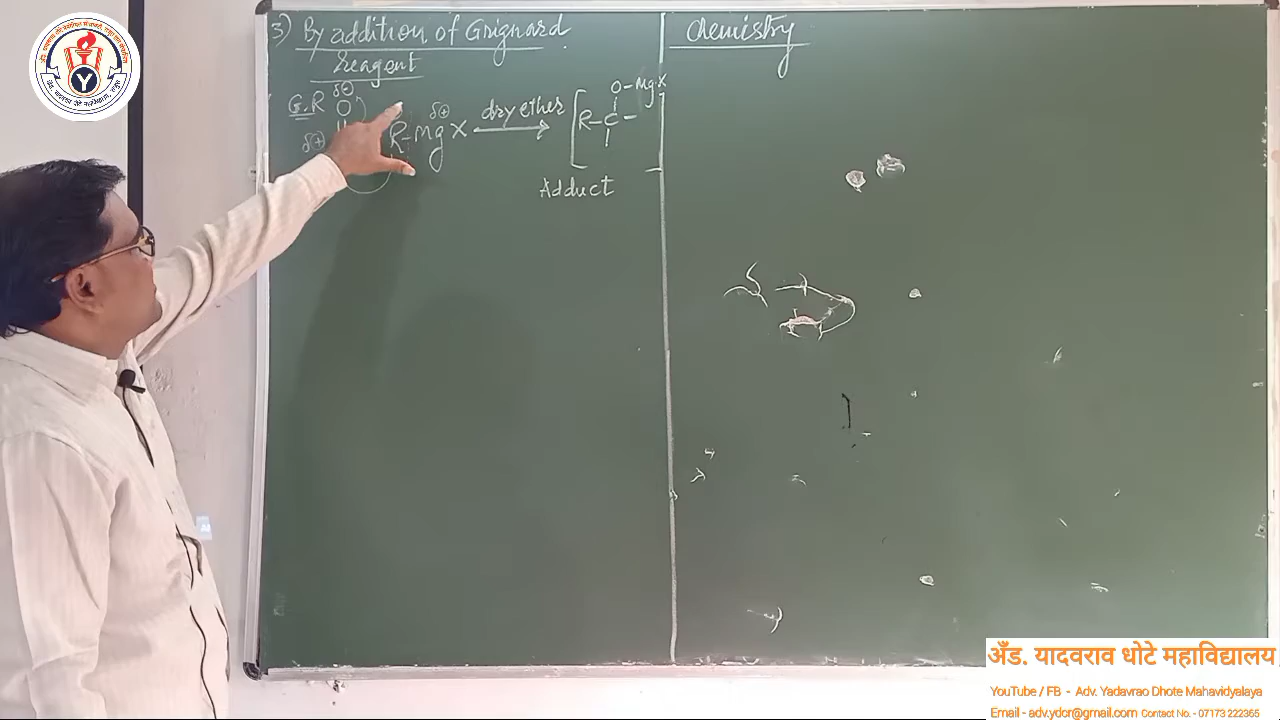 3) By addition of Grignard
Reagent
Chemistry
G.R
δ⊖
O
δ⊕
R-MgX
δ⊕
dry ether
O-Mg-X
R-C-
Adduct
Y
अँड. यादवराव धोटे महाविद्यालय
YouTube / FB - Adv. Yadavrao Dhote Mahavidyalaya
Email - adv.ydcr@gmail.com Contact No. - 07173 222365